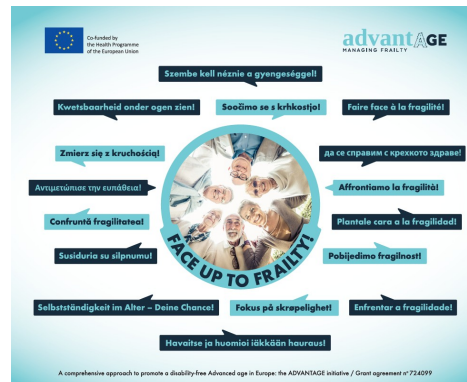 Co-funded by
the Health Programme
of the European Union
advantAGE
MANAGING FRAILTY
Szembe kell néznie a gyengeséggel!
Kwetsbaarheid onder ogen zien!
Soočimo se s krhkostjo!
Faire face à la fragilité!
Zmierz się z kruchością!
да се справим с крехкото здраве!
Αντιμετώπισε την ευπάθεια!
Affrontiamo la fragilità!
Confruntă fragilitatea!
Plantale cara a la fragilidad!
Susiduria su silpnumu!
Pobijedimo fragilnost!
FACE UP TO FRAILTY!
Selbstständigkeit im Alter – Deine Chance!
Fokus på skrøpelighet!
Enfrentar a fragilidade!
Havaitse ja huomioi iäkkään hauraus!
A comprehensive approach to promote a disability-free Advanced age in Europe: the ADVANTAGE initiative / Grant agreement nº 724099